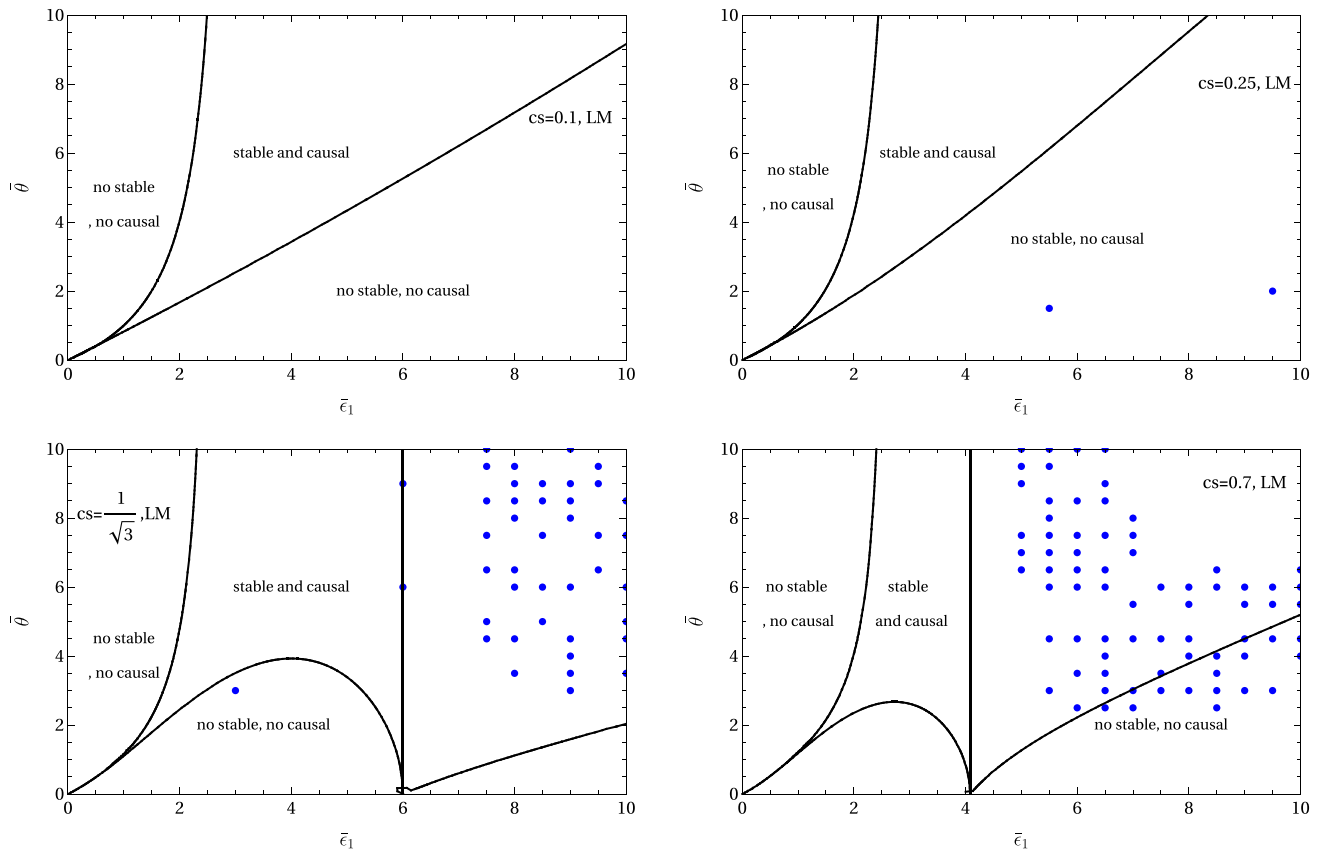 10
8
6
4
2
0
θ̄
cs=0.1, LM
stable and causal
no stable
, no causal
no stable, no causal
0 2 4 6 8 10
ϵ̄₁
10
8
6
4
2
0
θ̄
cs=0.25, LM
stable and causal
no stable
, no causal
no stable, no causal
0 2 4 6 8 10
ϵ̄₁
10
8
6
4
2
0
θ̄
cs=1/√3 ,LM
stable and causal
no stable
, no causal
no stable, no causal
0 2 4 6 8 10
ϵ̄₁
10
8
6
4
2
0
θ̄
cs=0.7, LM
no stable
, no causal
stable
and causal
no stable, no causal
0 2 4 6 8 10
ϵ̄₁